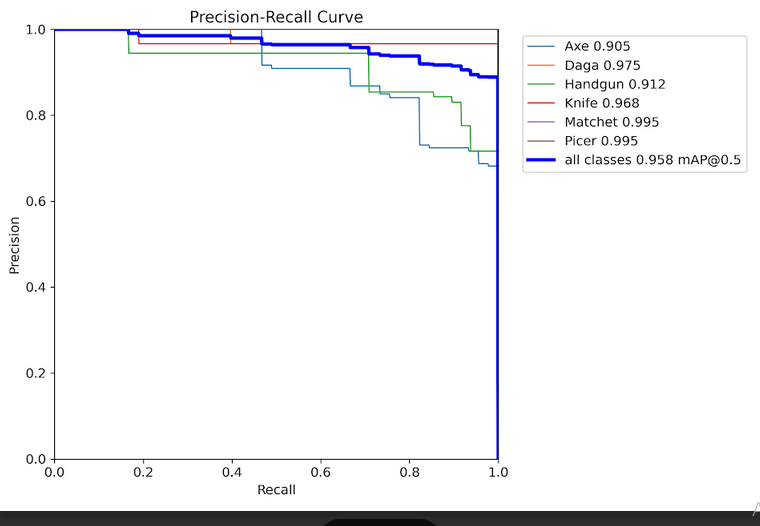 Precision-Recall Curve
1.0
0.8
0.6
0.4
0.2
0.0
Precision
0.0 0.2 0.4 0.6 0.8 1.0
Recall
Axe 0.905
Daga 0.975
Handgun 0.912
Knife 0.968
Matchet 0.995
Picer 0.995
all classes 0.958 mAP@0.5